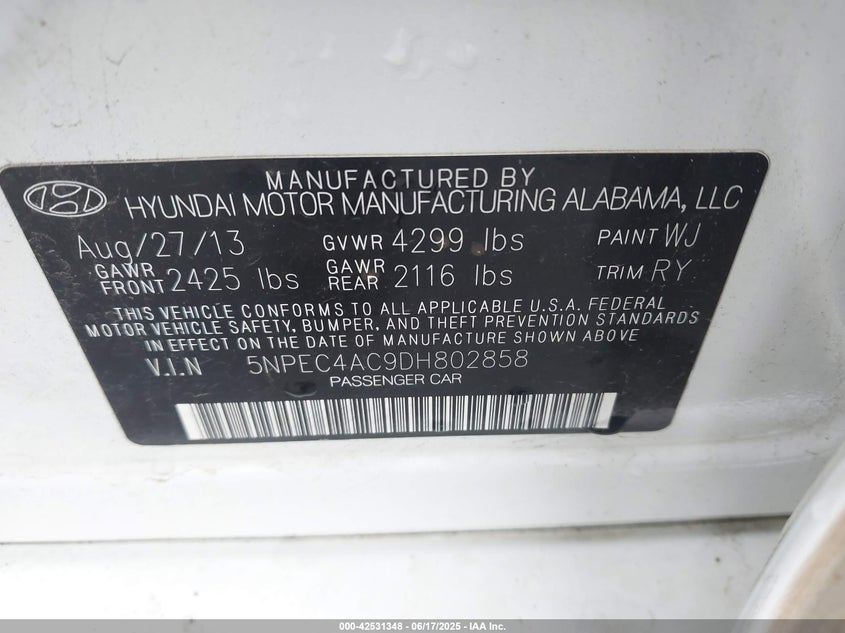 MANUFACTURED BY
HYUNDAI MOTOR MANUFACTURING ALABAMA, LLC
Aug/27/13 GVWR 4299 lbs PAINT WJ
GAWR FRONT 2425 lbs GAWR REAR 2116 lbs TRIM RY
THIS VEHICLE CONFORMS TO ALL APPLICABLE U.S.A. FEDERAL
MOTOR VEHICLE SAFETY, BUMPER, AND THEFT PREVENTION STANDARDS
IN EFFECT ON THE DATE OF MANUFACTURE SHOWN ABOVE
V.I.N 5NPEC4AC9DH802858
PASSENGER CAR
000-42531348 - 06/17/2025 - IAA Inc.